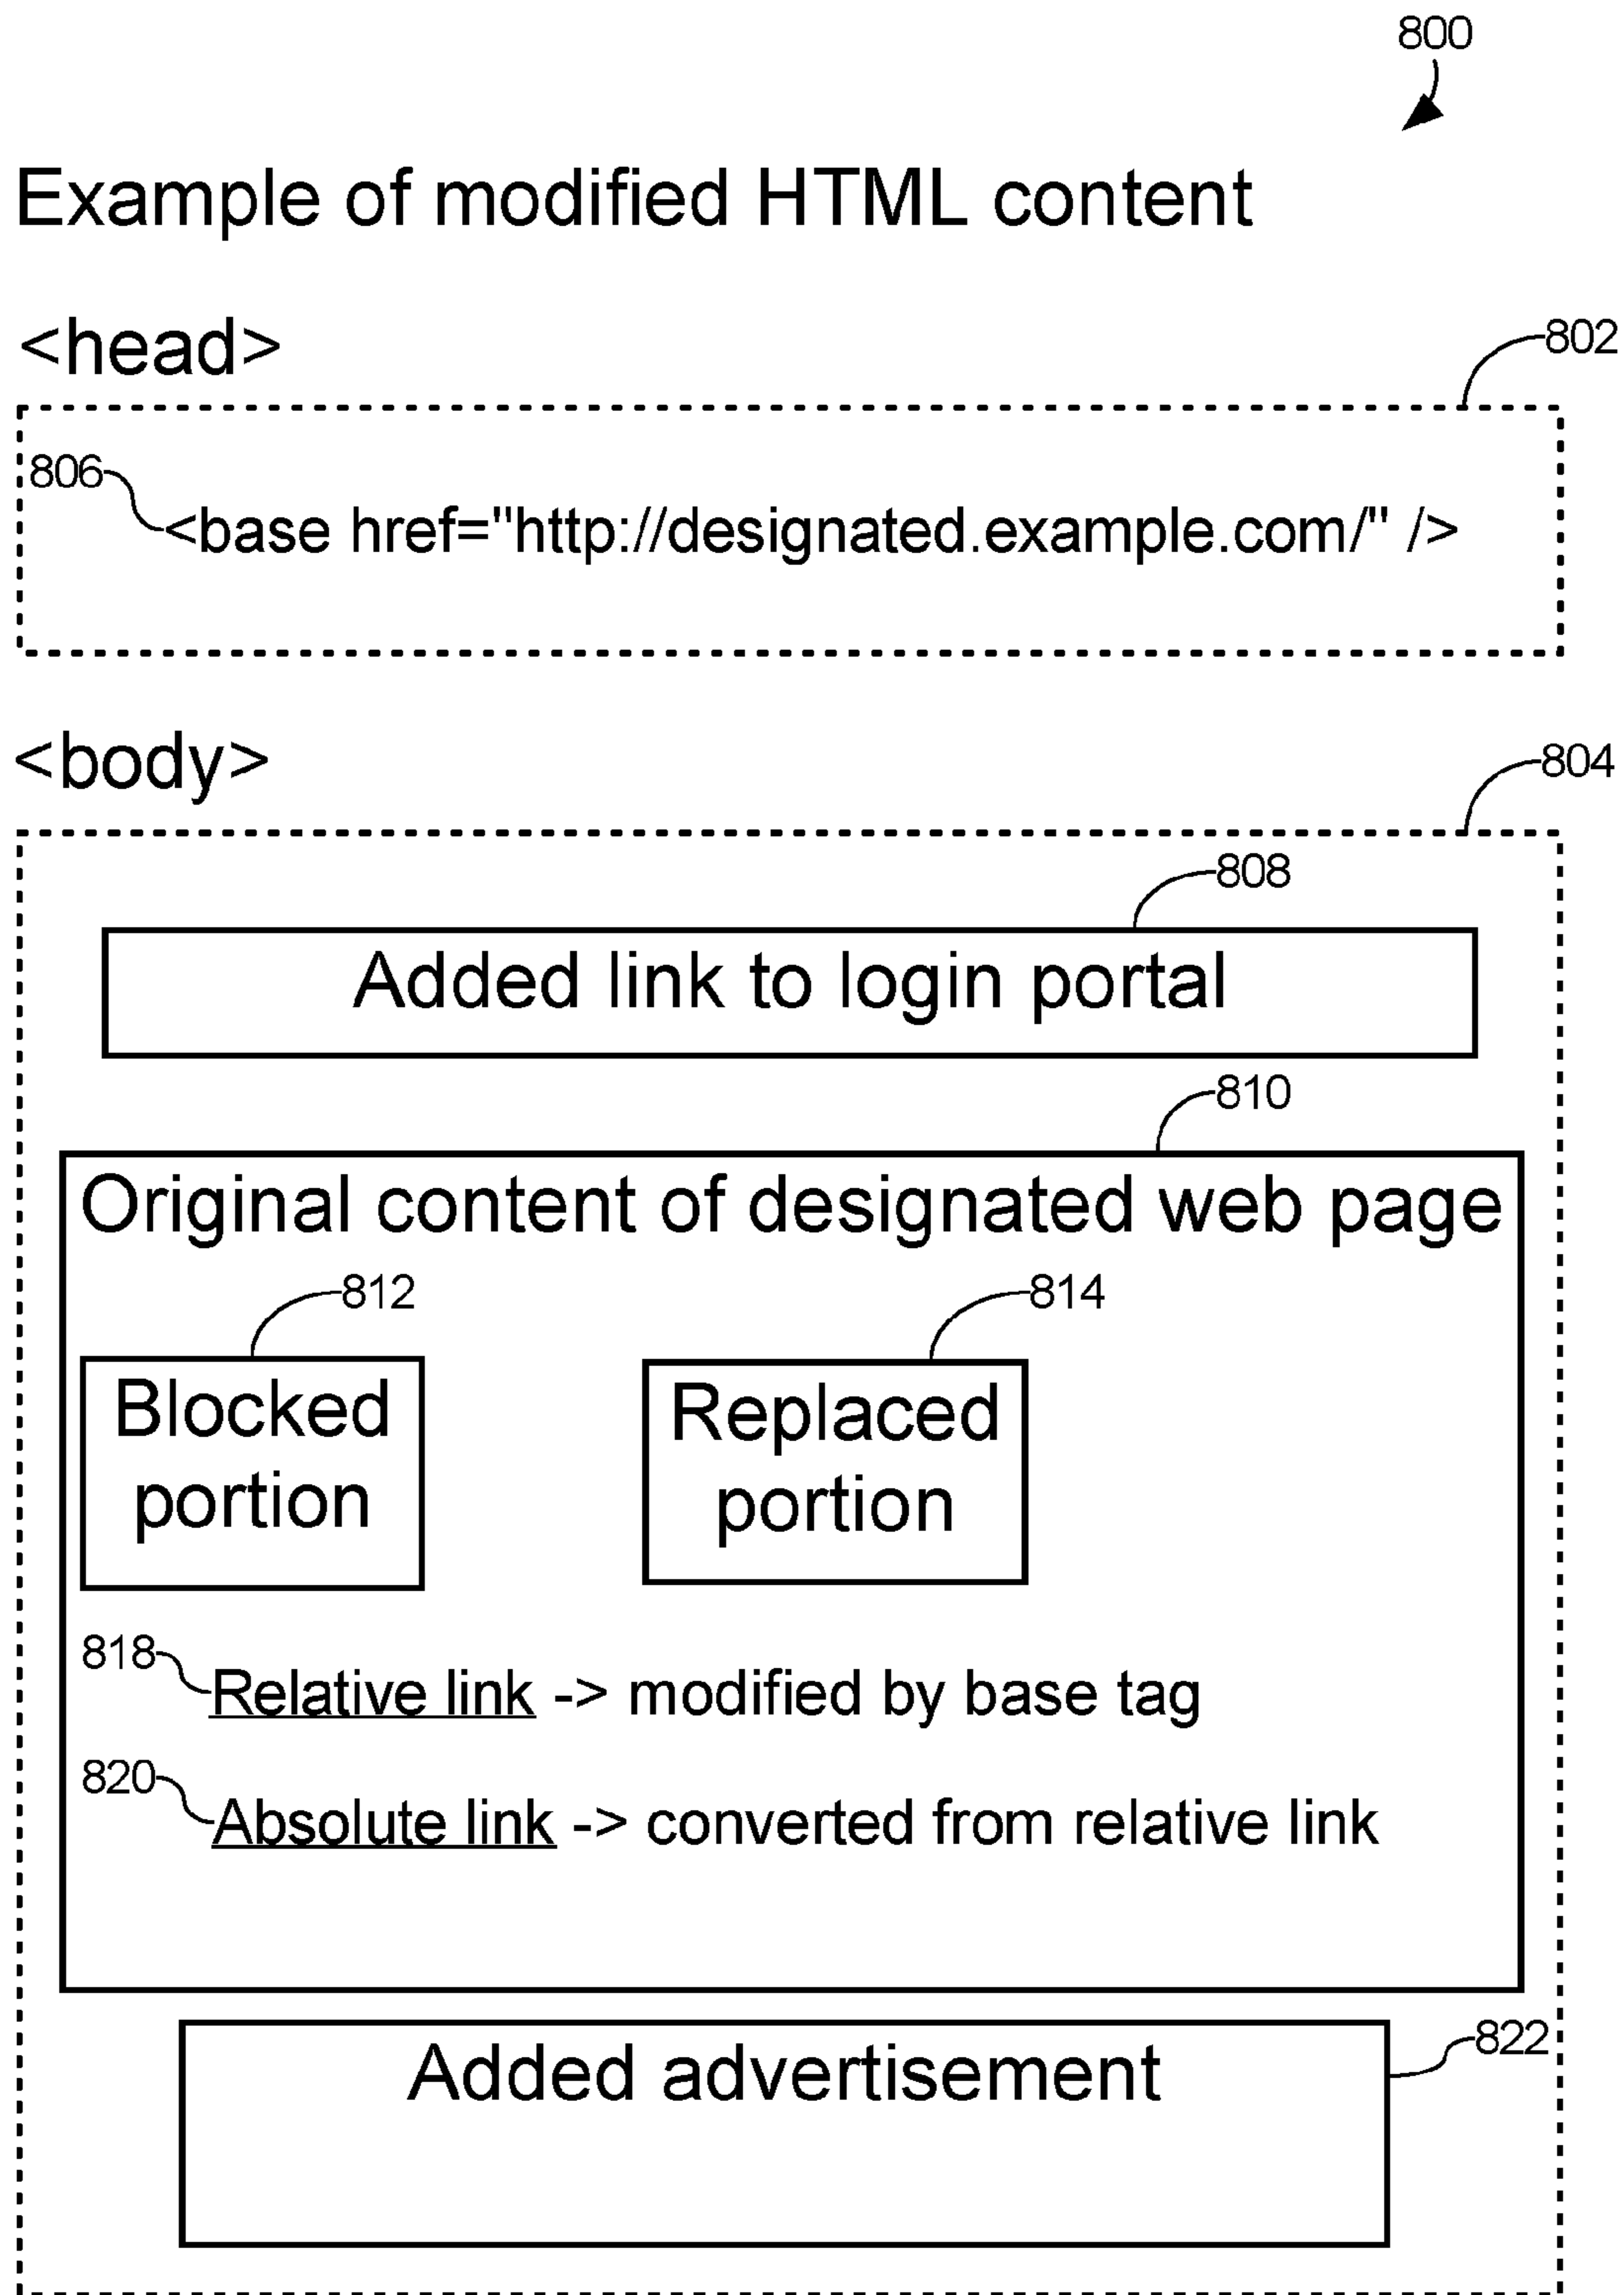 800
Example of modified HTML content
<head>
802
806
<base href="http://designated.example.com/" />
<body>
804
808
Added link to login portal
810
Original content of designated web page
812
814
Blocked
portion
Replaced
portion
818
Relative link -> modified by base tag
820
Absolute link -> converted from relative link
822
Added advertisement